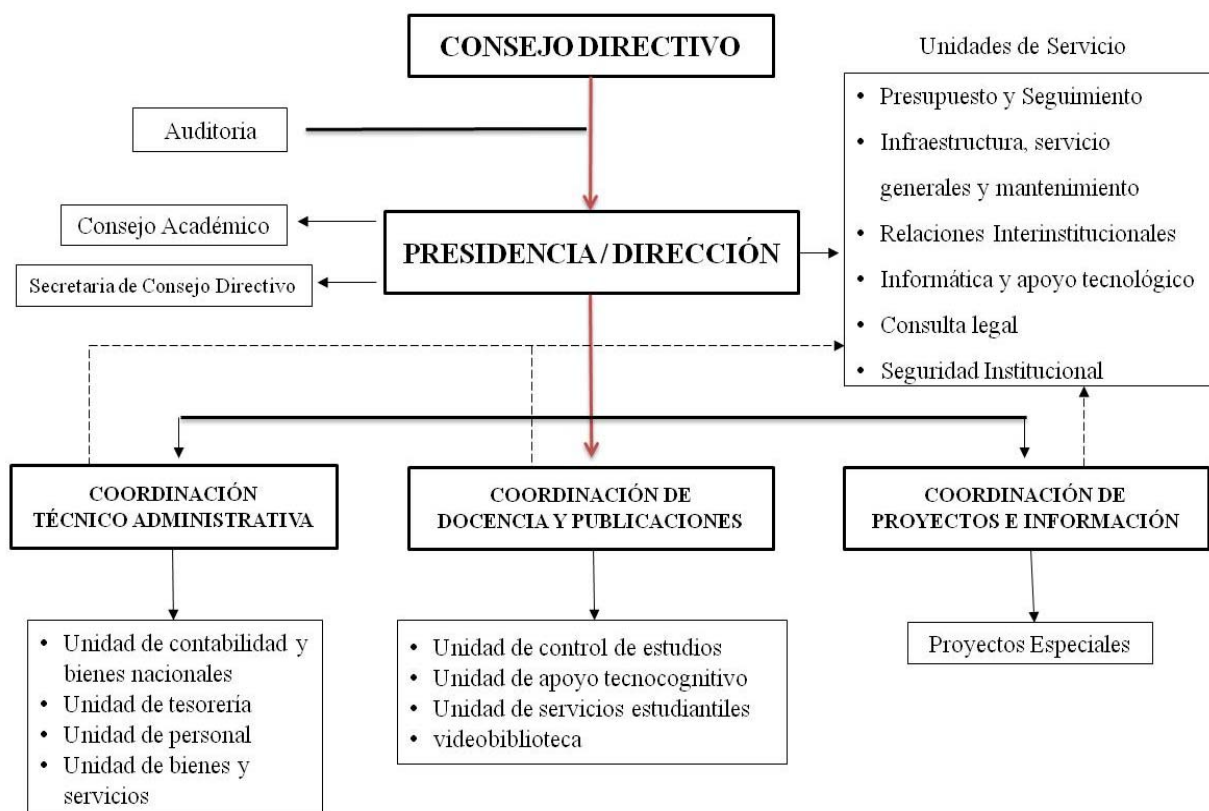 CONSEJO DIRECTIVO
Unidades de Servicio
• Presupuesto y Seguimiento
• Infraestructura, servicio
generales y mantenimiento
• Relaciones Interinstitucionales
• Informática y apoyo tecnológico
• Consulta legal
• Seguridad Institucional
Auditoria
Consejo Académico
Secretaria de Consejo Directivo
PRESIDENCIA / DIRECCIÓN
COORDINACIÓN
TÉCNICO ADMINISTRATIVA
COORDINACIÓN DE
DOCENCIA Y PUBLICACIONES
COORDINACIÓN DE
PROYECTOS E INFORMACIÓN
• Unidad de contabilidad y
bienes nacionales
• Unidad de tesorería
• Unidad de personal
• Unidad de bienes y
servicios
• Unidad de control de estudios
• Unidad de apoyo tecnocognitivo
• Unidad de servicios estudiantiles
• videobiblioteca
Proyectos Especiales